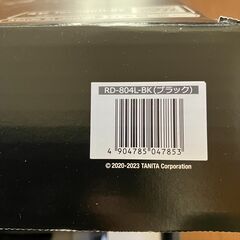 RD-804L-BK(ブラック)
4 904785 047853
© 2020-2023 TANITA Corporation